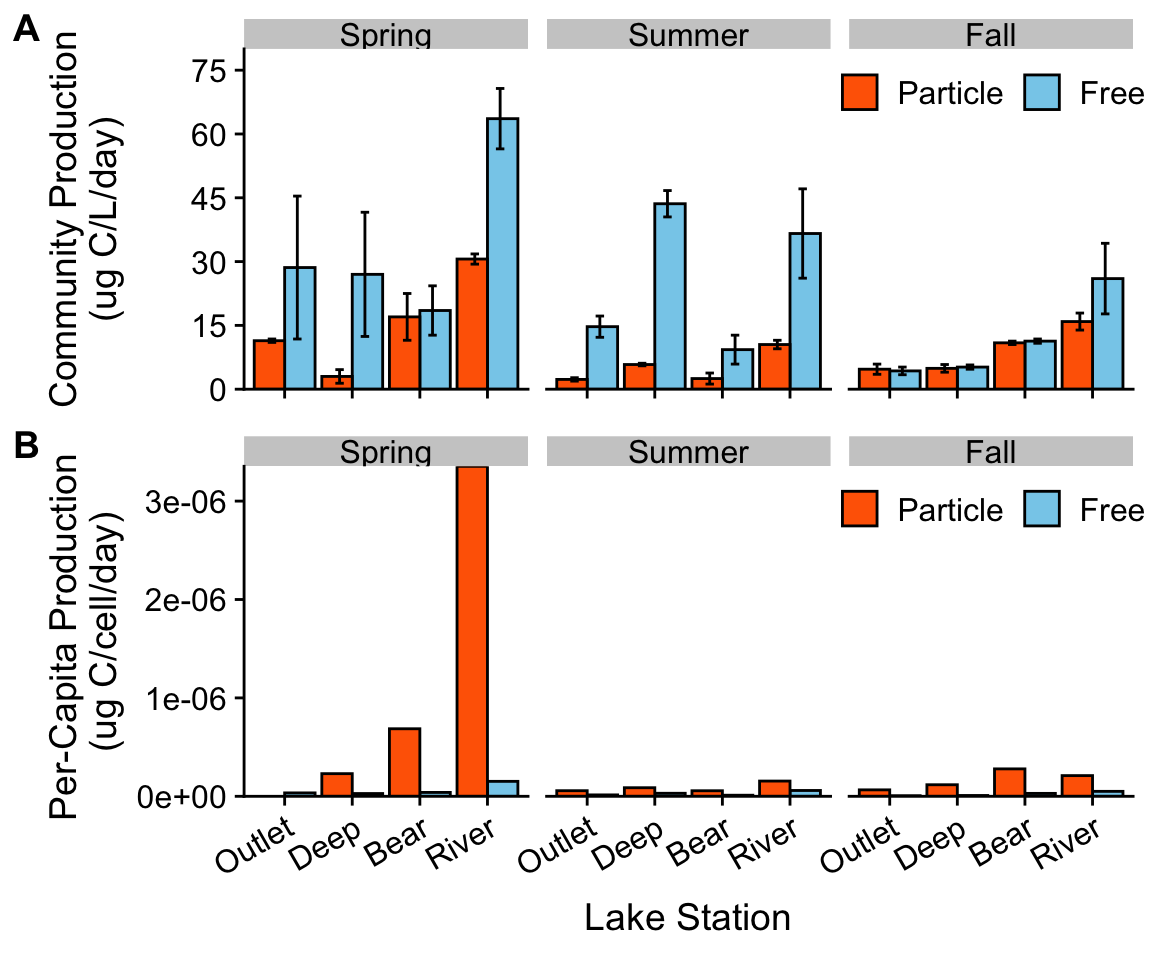 A
Spring Summer Fall
Community Production
(ug C/L/day)
75
60
45
30
15
0
Particle Free
B
Spring Summer Fall
Per-Capita Production
(ug C/cell/day)
3e-06
2e-06
1e-06
0e+00
Particle Free
Outlet Deep Bear River Outlet Deep Bear River Outlet Deep Bear River
Lake Station